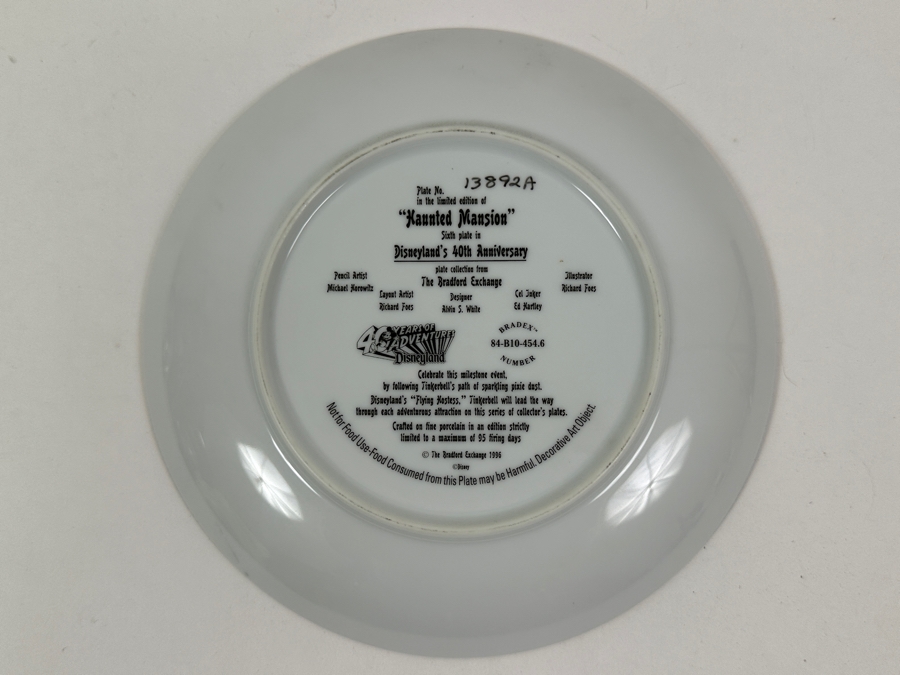 Plate No. 13892A
in the limited edition of
“Haunted Mansion”
Sixth plate in
Disneyland's 40th Anniversary
plate collection from
The Bradford Exchange
Pencil Artist
Michael Horowitz
Layout Artist
Richard Foes
Designer
Alvin S. White
Cel Inker
Ed Hartley
Illustrator
Richard Foes
40 YEARS OF
ADVENTURES
Disneyland
BRADEX™
84-B10-454.6
NUMBER
Celebrate this milestone event,
by following Tinkerbell's path of sparkling pixie dust.
Disneyland's “Flying Hostess,” Tinkerbell will lead the way
through each adventurous attraction on this series of collector's plates.
Crafted on fine porcelain in an edition strictly
limited to a maximum of 95 firing days
© The Bradford Exchange 1996
©Disney
Not for Food Use-Food Consumed from this Plate may be Harmful. Decorative Art Object.